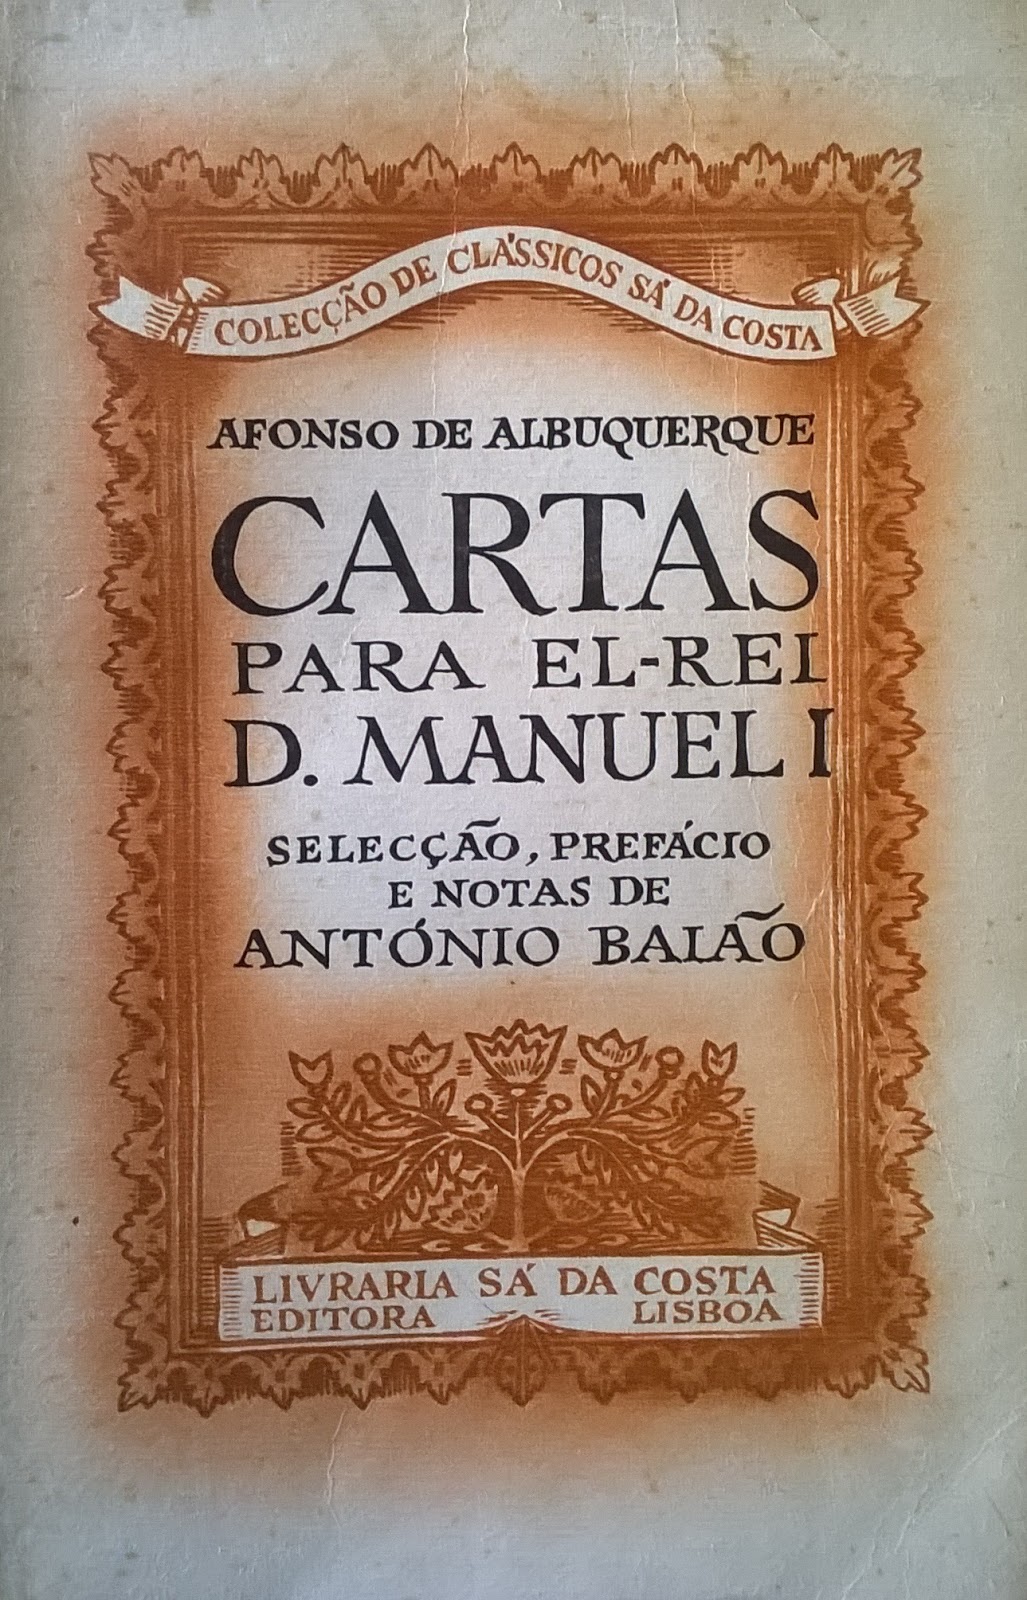 COLECÇÃO DE CLÁSSICOS SÁ DA COSTA
AFONSO DE ALBUQUERQUE
CARTAS
PARA EL-REI
D. MANUEL I
SELECÇÃO, PREFÁCIO
E NOTAS DE
ANTÓNIO BAIÃO
LIVRARIA SÁ DA COSTA
EDITORA LISBOA